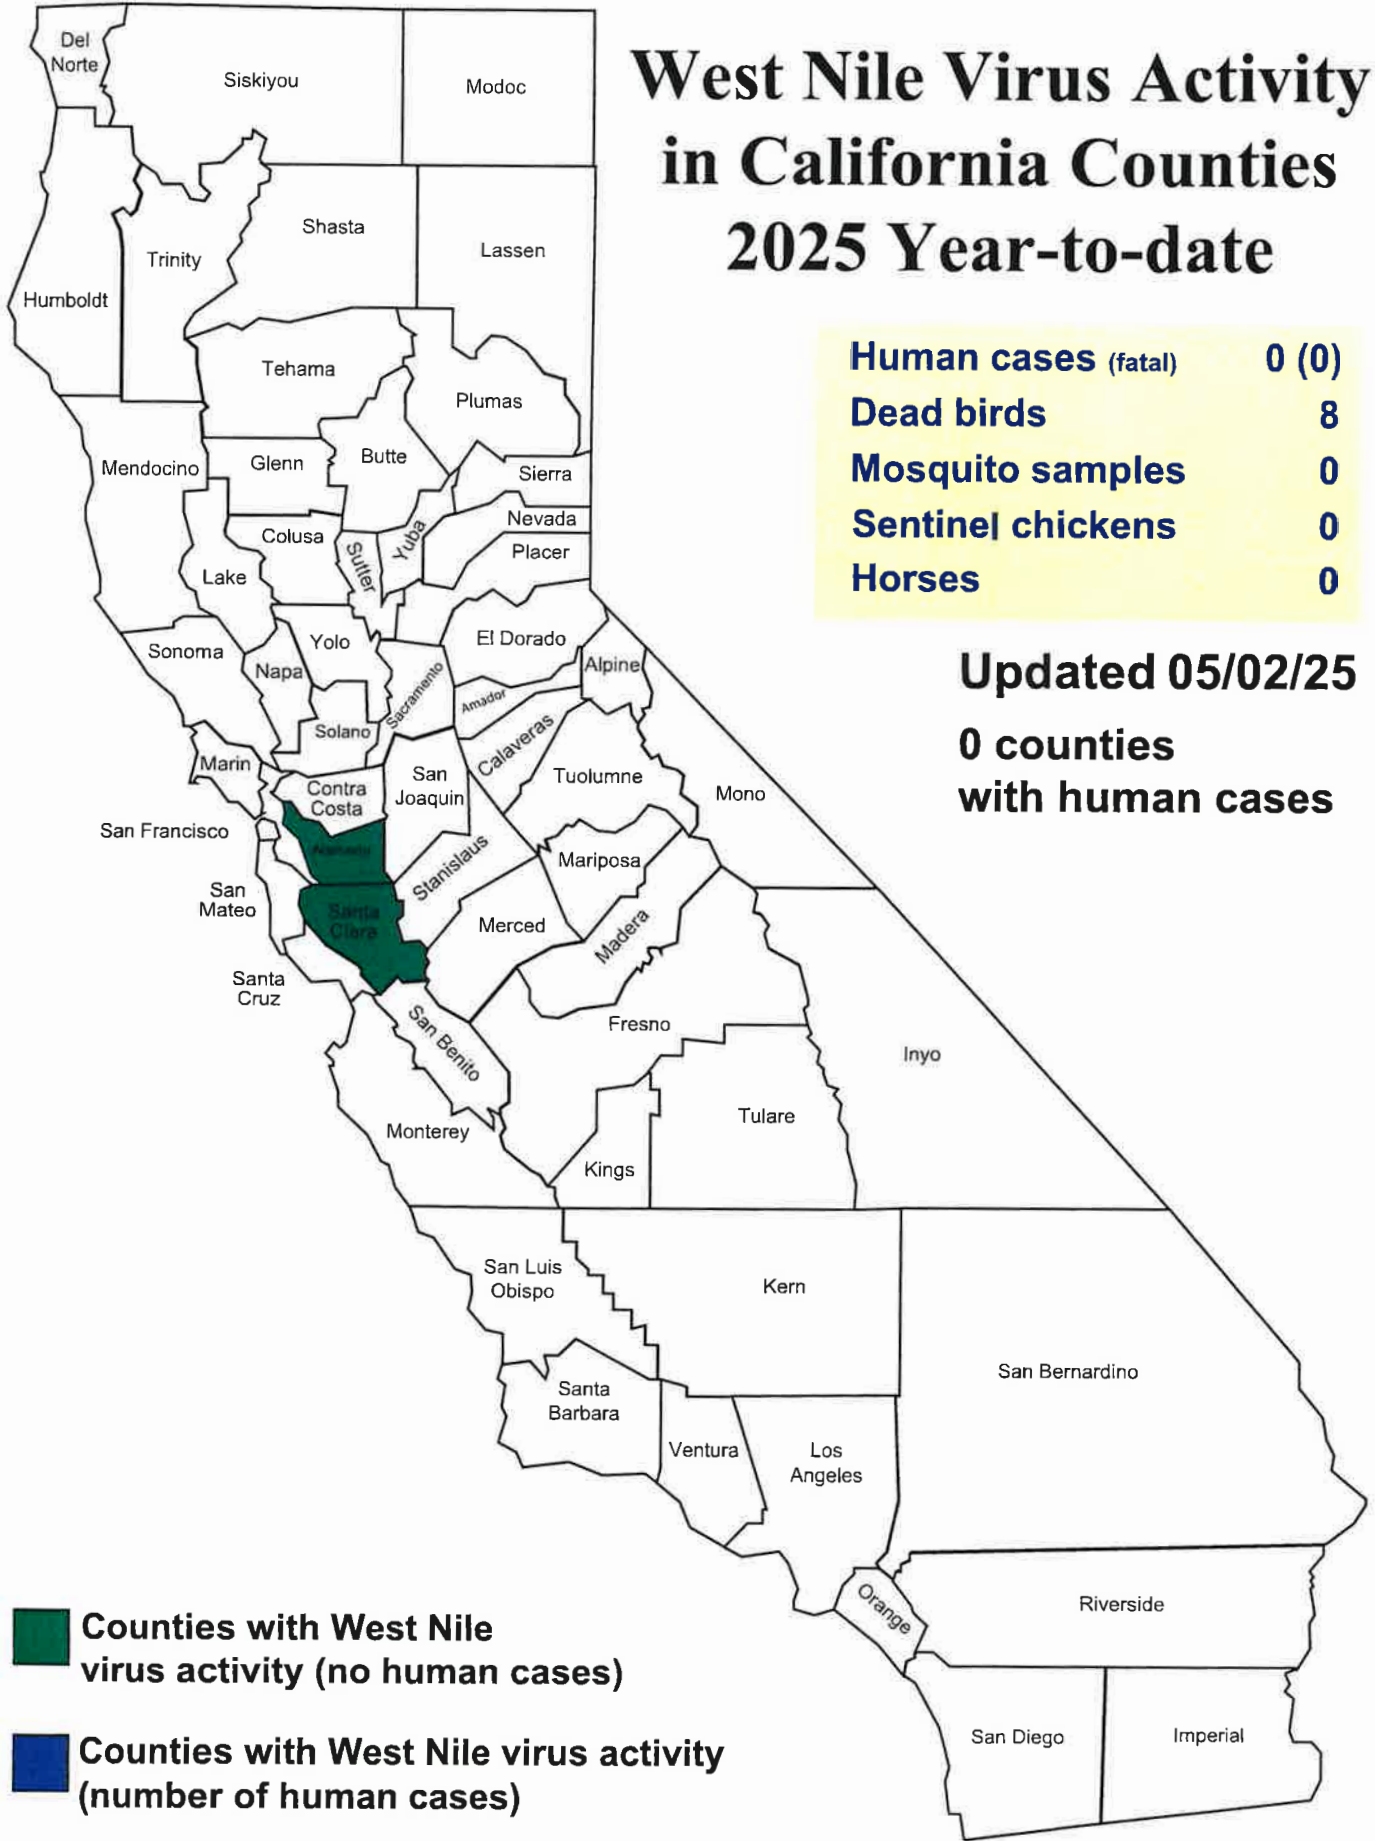 West Nile Virus Activity
in California Counties
2025 Year-to-date
Human cases (fatal) 0 (0)
Dead birds 8
Mosquito samples 0
Sentinel chickens 0
Horses 0
Updated 05/02/25
0 counties
with human cases
Del
Norte
Siskiyou
Modoc
Shasta
Lassen
Trinity
Humboldt
Tehama
Plumas
Mendocino
Glenn
Butte
Sierra
Nevada
Colusa
Sutter
Yuba
Placer
Lake
Sonoma
Napa
Yolo
Sacramento
El Dorado
Alpine
Amador
Solano
Calaveras
Marin
Contra
Costa
San
Joaquin
Tuolumne
Mono
San Francisco
Alameda
Stanislaus
Mariposa
San
Mateo
Santa
Clara
Merced
Madera
Santa
Cruz
San Benito
Fresno
Inyo
Monterey
Kings
Tulare
San Luis
Obispo
Kern
San Bernardino
Santa
Barbara
Ventura
Los
Angeles
Orange
Riverside
San Diego
Imperial
Counties with West Nile
virus activity (no human cases)
Counties with West Nile virus activity
(number of human cases)